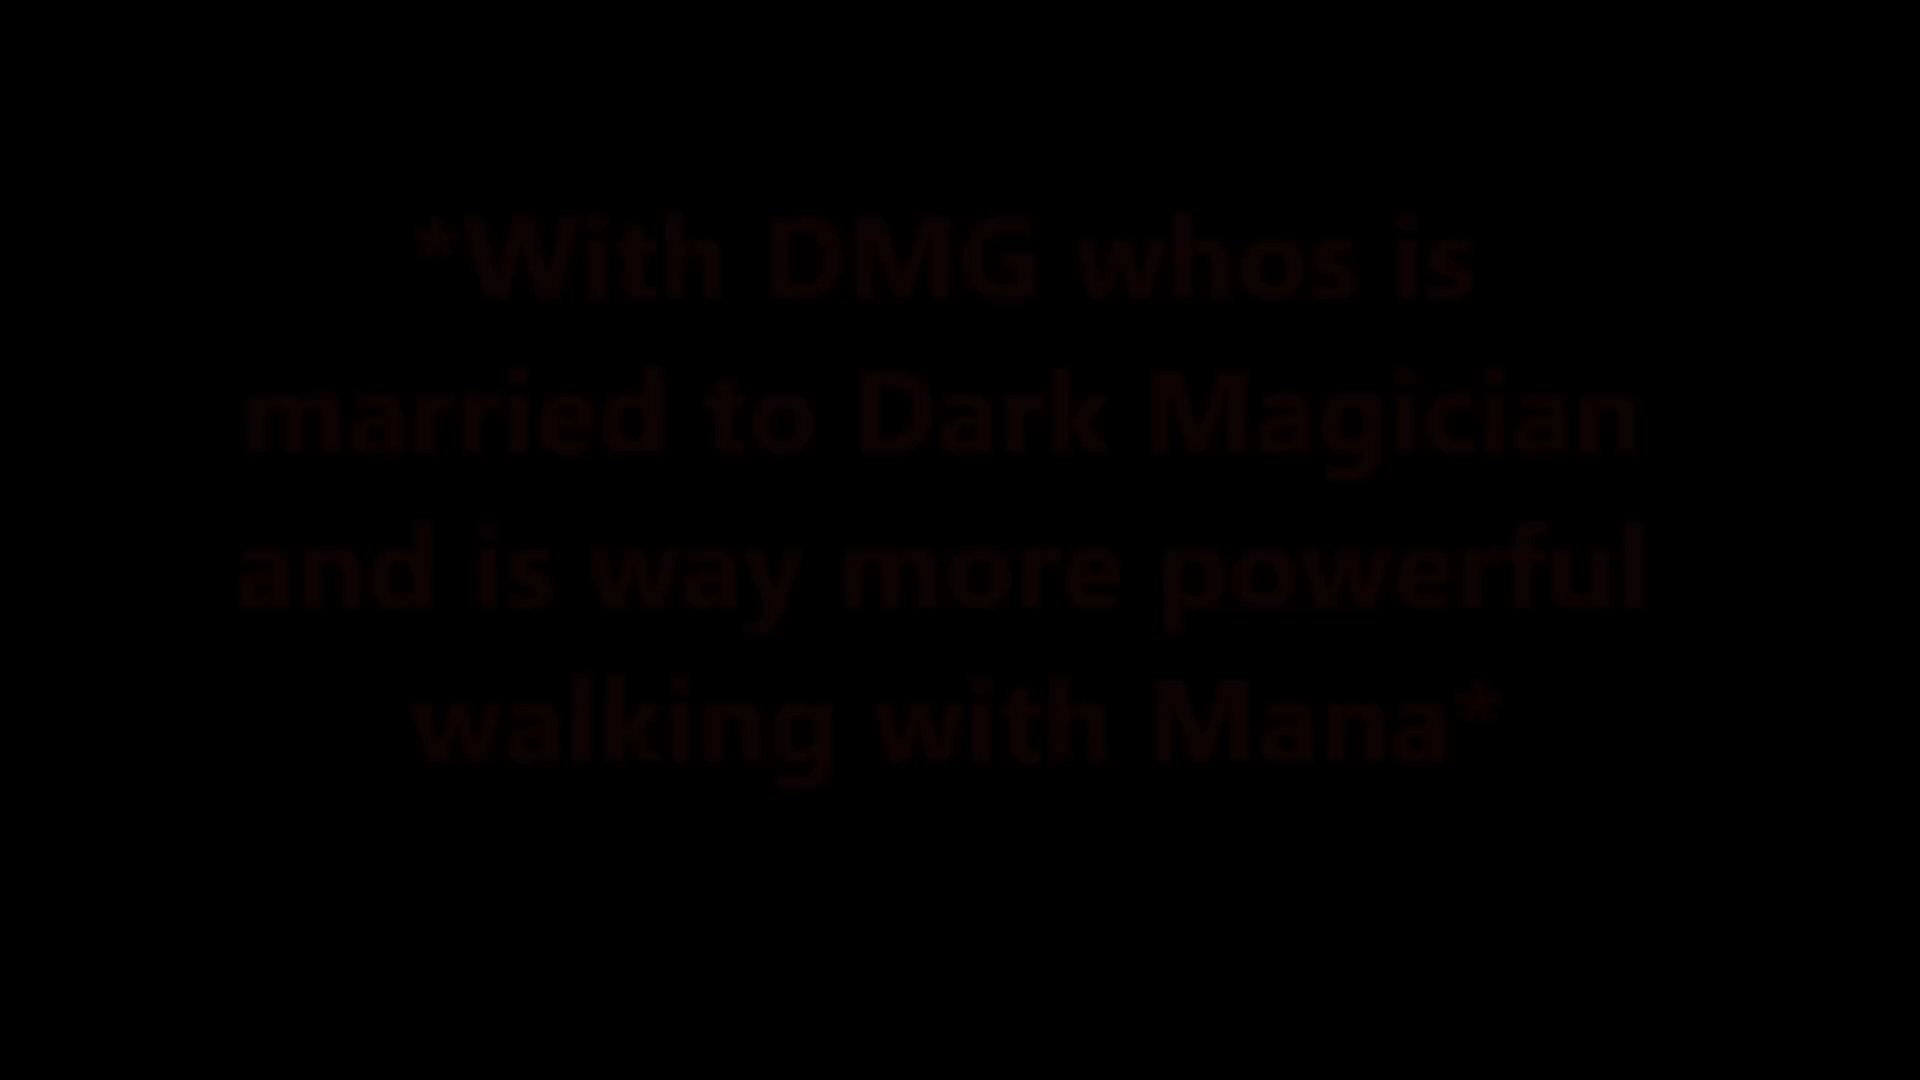 *With DMG whos is
married to Dark Magician
and is way more powerful
walking with Mana*